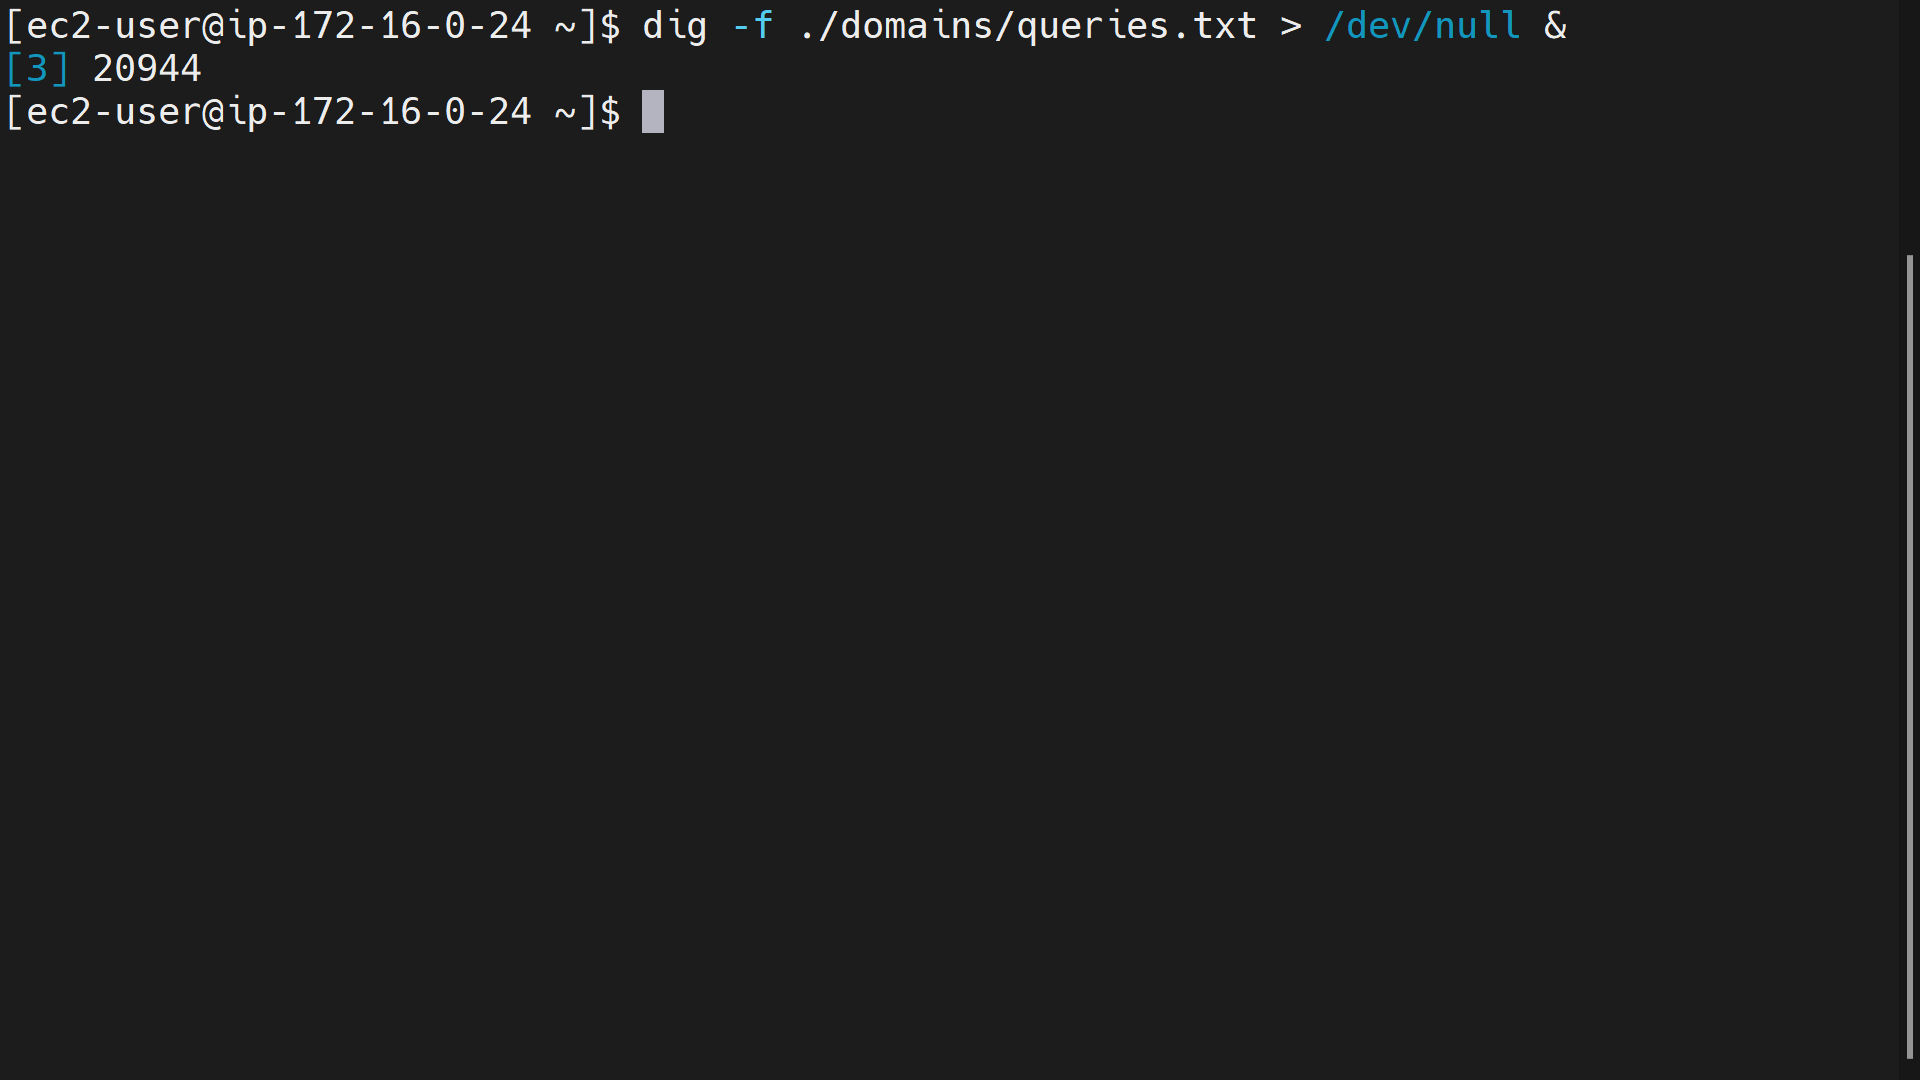 [ec2-user@ip-172-16-0-24 ~]$ dig -f ./domains/queries.txt > /dev/null &
[3] 20944
[ec2-user@ip-172-16-0-24 ~]$